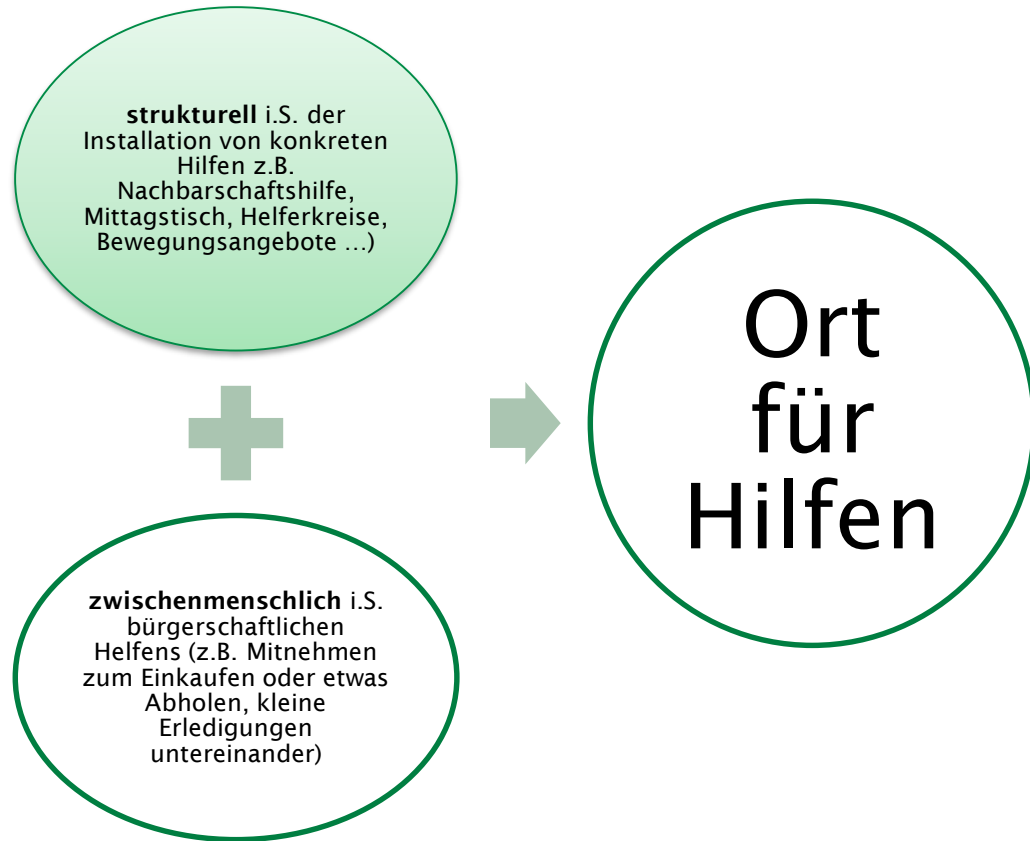 strukturell i.S. der
Installation von konkreten
Hilfen z.B.
Nachbarschaftshilfe,
Mittagstisch, Helferkreise,
Bewegungsangebote …)
zwischenmenschlich i.S.
bürgerschaftlichen
Helfens (z.B. Mitnehmen
zum Einkaufen oder etwas
Abholen, kleine
Erledigungen
untereinander)
Ort
für
Hilfen